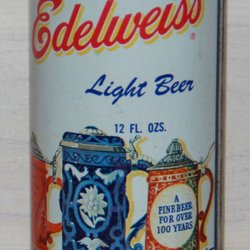 Edelweiss
®
Light Beer
12 FL. OZS.
A
FINE BEER
FOR OVER
100 YEARS